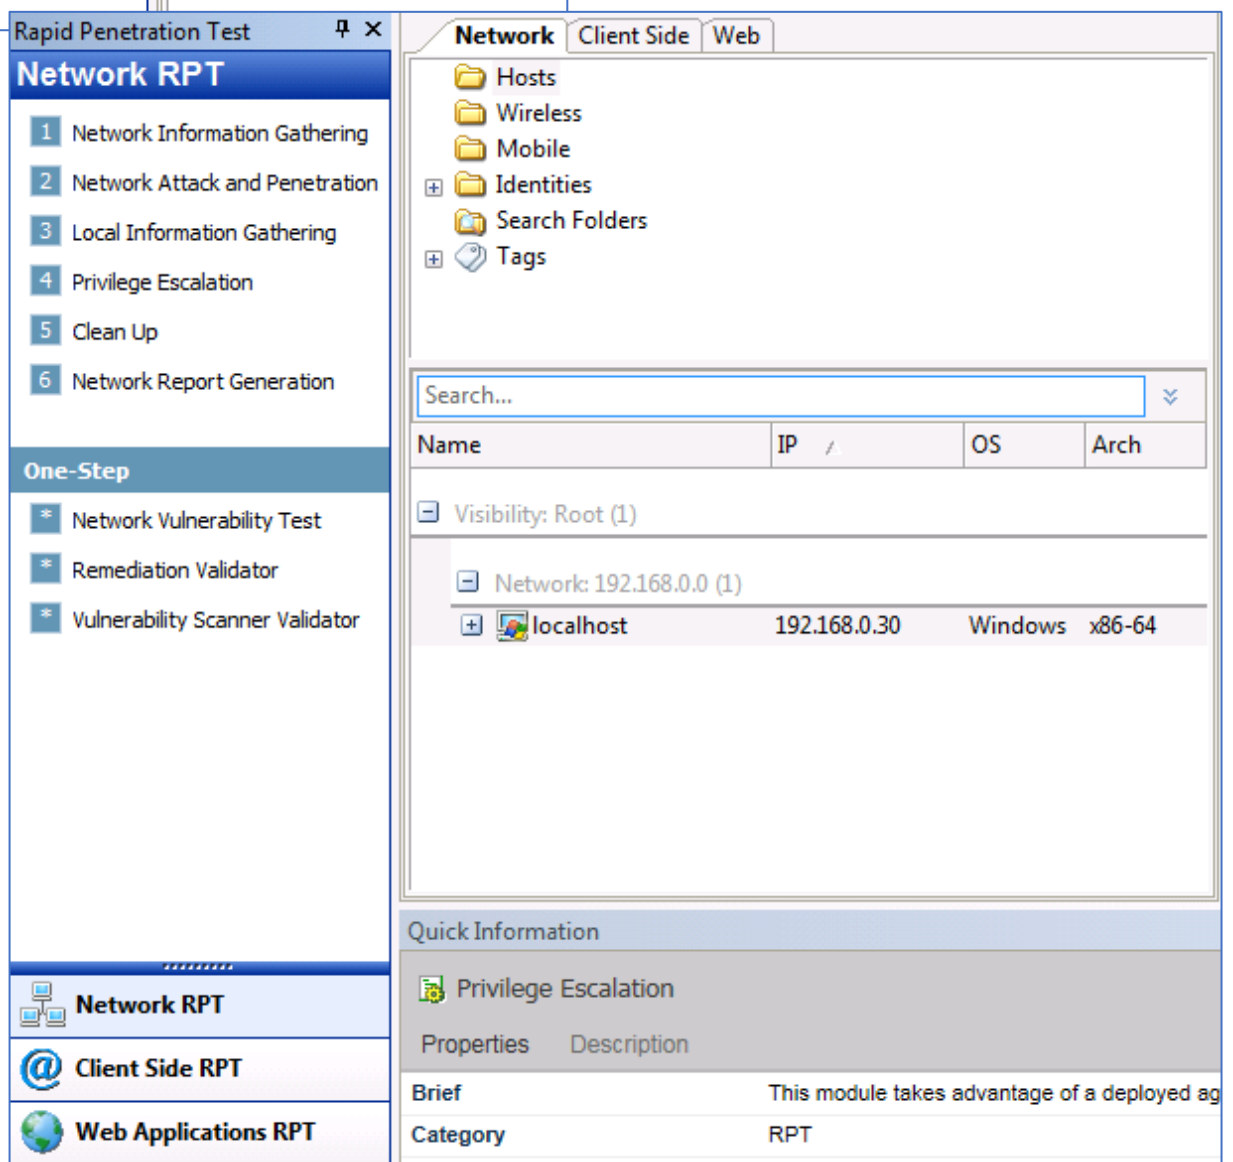 Rapid Penetration Test
Network RPT
1 Network Information Gathering
2 Network Attack and Penetration
3 Local Information Gathering
4 Privilege Escalation
5 Clean Up
6 Network Report Generation
One-Step
* Network Vulnerability Test
* Remediation Validator
* Vulnerability Scanner Validator
Network RPT
Client Side RPT
Web Applications RPT
Network Client Side Web
Hosts
Wireless
Mobile
Identities
Search Folders
Tags
Search...
Name IP OS Arch
Visibility: Root (1)
Network: 192.168.0.0 (1)
localhost 192.168.0.30 Windows x86-64
Quick Information
Privilege Escalation
Properties Description
Brief This module takes advantage of a deployed ag
Category RPT